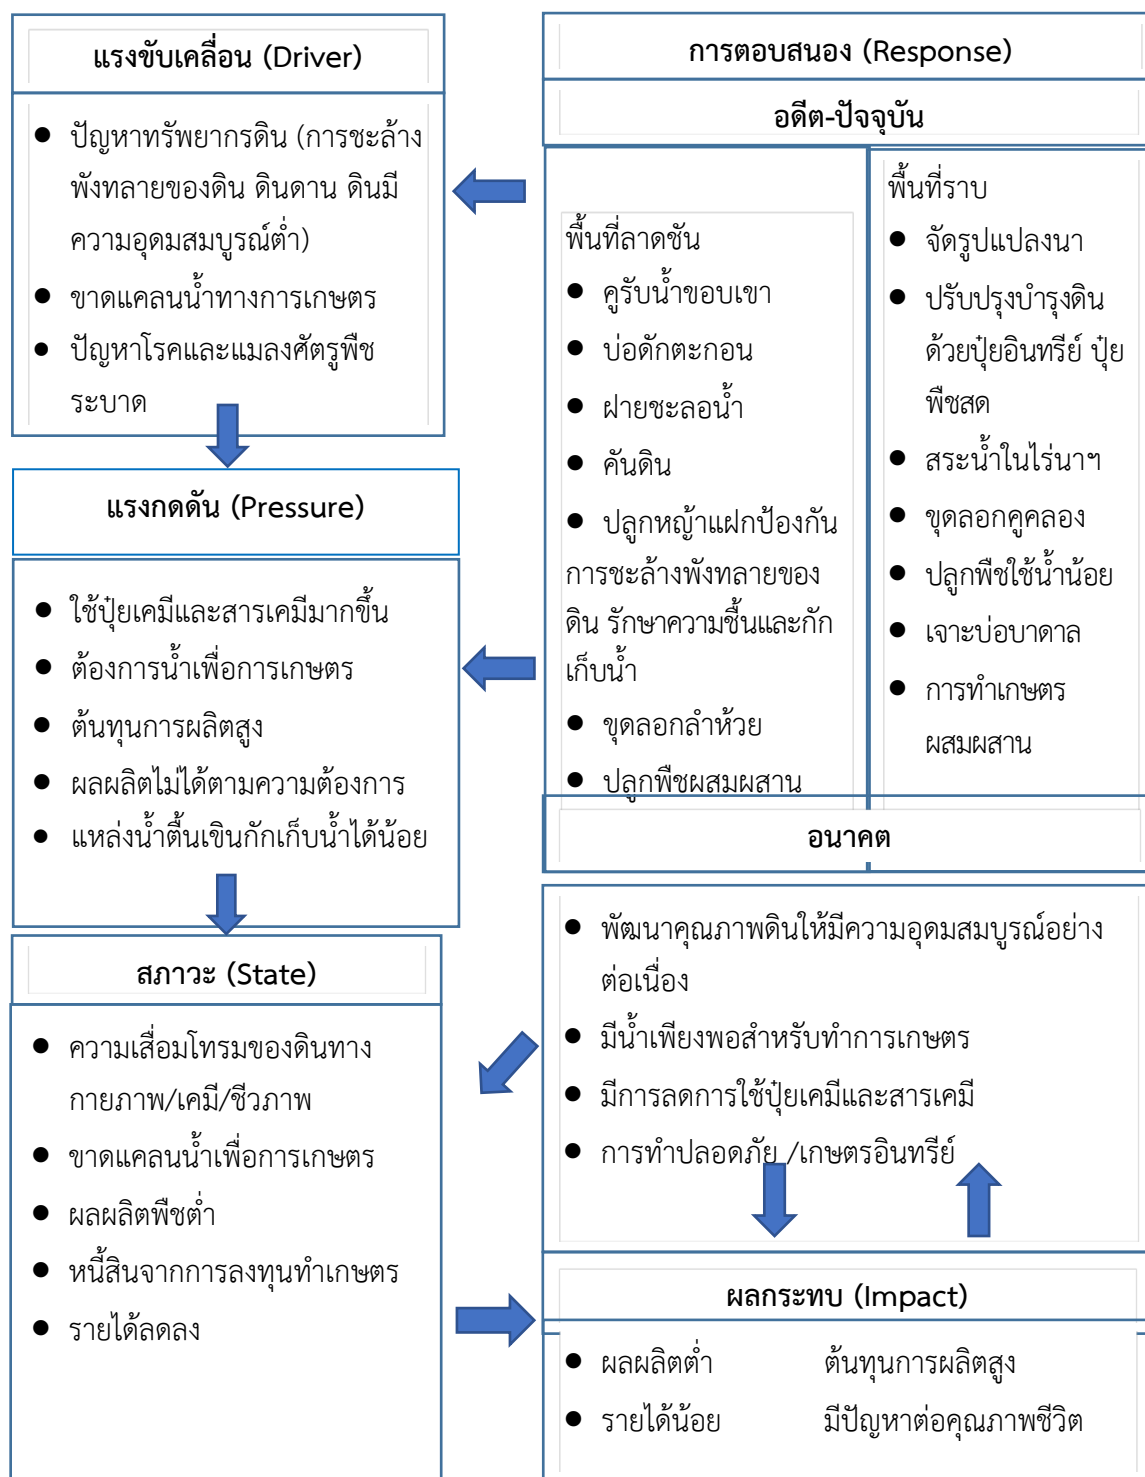 แรงขับเคลื่อน (Driver)
● ปัญหาทรัพยากรดิน (การชะล้าง
พังทลายของดิน ดินดาน ดินมี
ความอุดมสมบูรณ์ต่ำ)
● ขาดแคลนน้ำทางการเกษตร
● ปัญหาโรคและแมลงศัตรูพืช
ระบาด
แรงกดดัน (Pressure)
● ใช้ปุ๋ยเคมีและสารเคมีมากขึ้น
● ต้องการน้ำเพื่อการเกษตร
● ต้นทุนการผลิตสูง
● ผลผลิตไม่ได้ตามความต้องการ
● แหล่งน้ำตื้นเขินกักเก็บน้ำได้น้อย
สภาวะ (State)
● ความเสื่อมโทรมของดินทาง
กายภาพ/เคมี/ชีวภาพ
● ขาดแคลนน้ำเพื่อการเกษตร
● ผลผลิตพืชต่ำ
● หนี้สินจากการลงทุนทำเกษตร
● รายได้ลดลง
การตอบสนอง (Response)
อดีต-ปัจจุบัน
พื้นที่ลาดชัน
● คูรับน้ำขอบเขา
● บ่อดักตะกอน
● ฝายชะลอน้ำ
● คันดิน
● ปลูกหญ้าแฝกป้องกัน
การชะล้างพังทลายของ
ดิน รักษาความชื้นและกัก
เก็บน้ำ
● ขุดลอกลำห้วย
● ปลูกพืชผสมผสาน
พื้นที่ราบ
● จัดรูปแปลงนา
● ปรับปรุงบำรุงดิน
ด้วยปุ๋ยอินทรีย์ ปุ๋ย
พืชสด
● สระน้ำในไร่นาฯ
● ขุดลอกคูคลอง
● ปลูกพืชใช้น้ำน้อย
● เจาะบ่อบาดาล
● การทำเกษตร
ผสมผสาน
อนาคต
● พัฒนาคุณภาพดินให้มีความอุดมสมบูรณ์อย่าง
ต่อเนื่อง
● มีน้ำเพียงพอสำหรับทำการเกษตร
● มีการลดการใช้ปุ๋ยเคมีและสารเคมี
● การทำปลอดภัย /เกษตรอินทรีย์
ผลกระทบ (Impact)
● ผลผลิตต่ำ ต้นทุนการผลิตสูง
● รายได้น้อย มีปัญหาต่อคุณภาพชีวิต